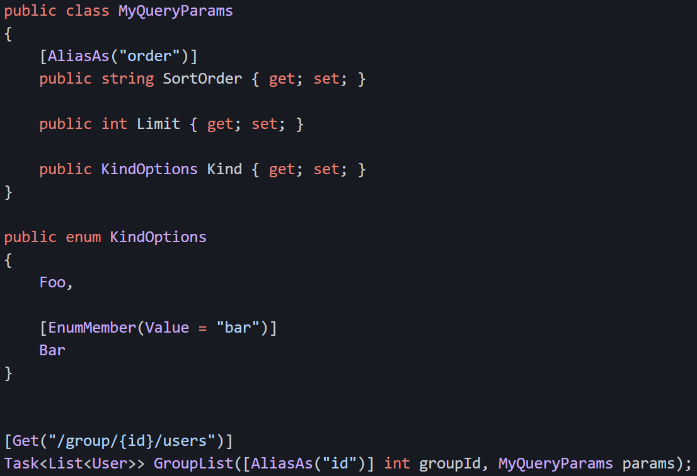 public class MyQueryParams
{
    [AliasAs("order")]
    public string SortOrder { get; set; }

    public int Limit { get; set; }

    public KindOptions Kind { get; set; }
}

public enum KindOptions
{
    Foo,

    [EnumMember(Value = "bar")]
    Bar
}


[Get("/group/{id}/users")]
Task<List<User>> GroupList([AliasAs("id")] int groupId, MyQueryParams params);